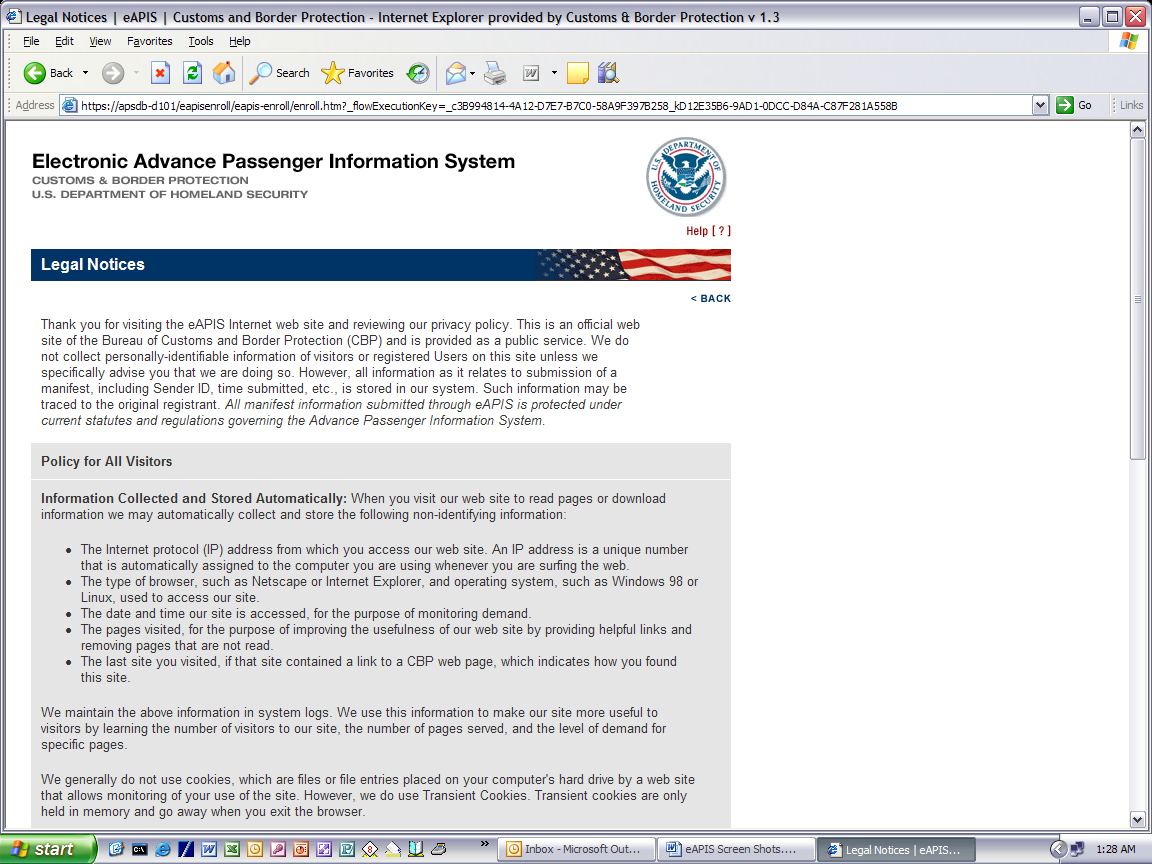 Legal Notices | eAPIS | Customs and Border Protection - Internet Explorer provided by Customs & Border Protection v 1.3
File Edit View Favorites Tools Help
Back Search Favorites
Address https://apsdb-d101/eapisenroll/eapis-enroll/enroll.htm?_flowExecutionKey=_c3B994814-4A12-D7E7-B7C0-58A9F397B258_kD12E35B6-9AD1-0DCC-D84A-C87F281A558B Go Links
Electronic Advance Passenger Information System
CUSTOMS & BORDER PROTECTION
U.S. DEPARTMENT OF HOMELAND SECURITY
U.S. DEPARTMENT OF HOMELAND SECURITY
Help [ ? ]
Legal Notices
< BACK
Thank you for visiting the eAPIS Internet web site and reviewing our privacy policy. This is an official web
site of the Bureau of Customs and Border Protection (CBP) and is provided as a public service. We do
not collect personally-identifiable information of visitors or registered Users on this site unless we
specifically advise you that we are doing so. However, all information as it relates to submission of a
manifest, including Sender ID, time submitted, etc., is stored in our system. Such information may be
traced to the original registrant. All manifest information submitted through eAPIS is protected under
current statutes and regulations governing the Advance Passenger Information System.
Policy for All Visitors
Information Collected and Stored Automatically: When you visit our web site to read pages or download
information we may automatically collect and store the following non-identifying information:
• The Internet protocol (IP) address from which you access our web site. An IP address is a unique number
that is automatically assigned to the computer you are using whenever you are surfing the web.
• The type of browser, such as Netscape or Internet Explorer, and operating system, such as Windows 98 or
Linux, used to access our site.
• The date and time our site is accessed, for the purpose of monitoring demand.
• The pages visited, for the purpose of improving the usefulness of our web site by providing helpful links and
removing pages that are not read.
• The last site you visited, if that site contained a link to a CBP web page, which indicates how you found
this site.
We maintain the above information in system logs. We use this information to make our site more useful to
visitors by learning the number of visitors to our site, the number of pages served, and the level of demand for
specific pages.
We generally do not use cookies, which are files or file entries placed on your computer's hard drive by a web site
that allows monitoring of your use of the site. However, we do use Transient Cookies. Transient cookies are only
held in memory and go away when you exit the browser.
start Inbox - Microsoft Out... eAPIS Screen Shots.... Legal Notices | eAPIS... 1:28 AM